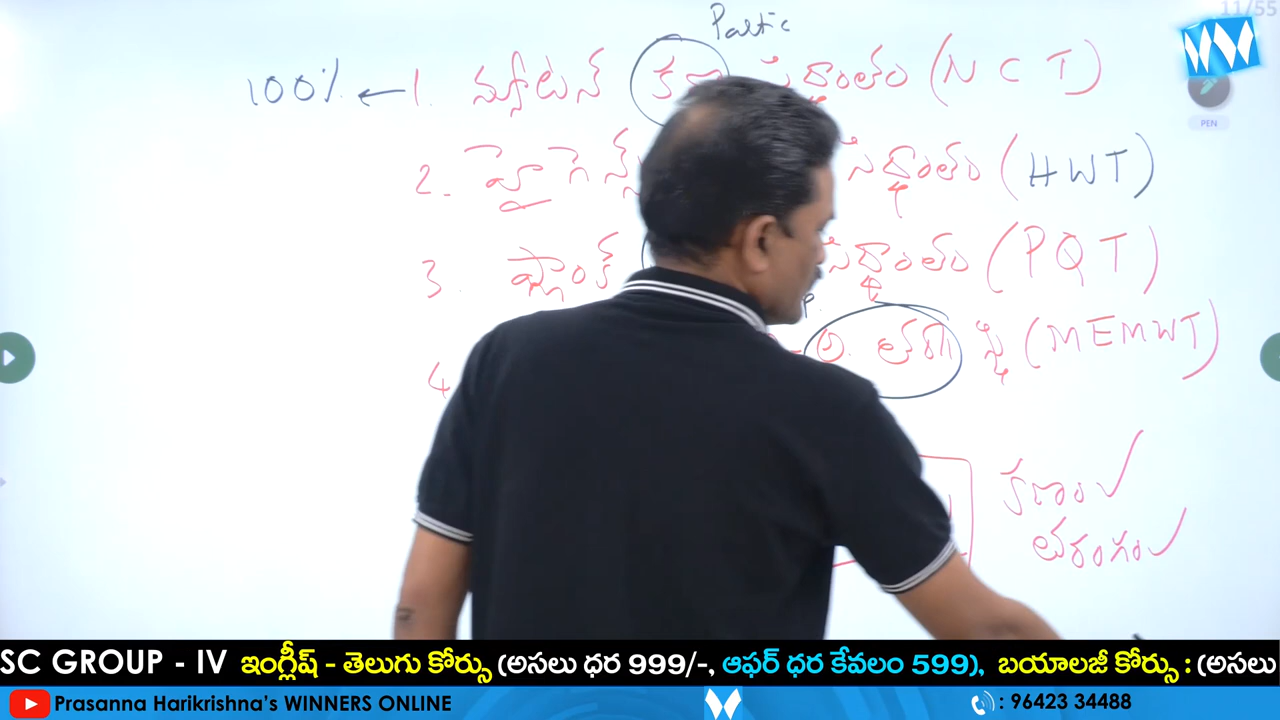 11/55
Partic
100% ← 1. న్యూటన్ కణ సిద్ధాంతం (NCT)
PEN
2. హైగెన్స్ సిద్ధాంతం (HWT)
3. ప్లాంక్ సిద్ధాంతం (PQT)
4 - అ. తరంగ సి (MEMWT)
కణం ✓
తరంగం ✓
SC GROUP - IV ఇంగ్లీష్ - తెలుగు కోర్సు (అసలు ధర 999/-, ఆఫర్ ధర కేవలం 599), బయాలజీ కోర్సు : (అసలు
Prasanna Harikrishna's WINNERS ONLINE : 96423 34488